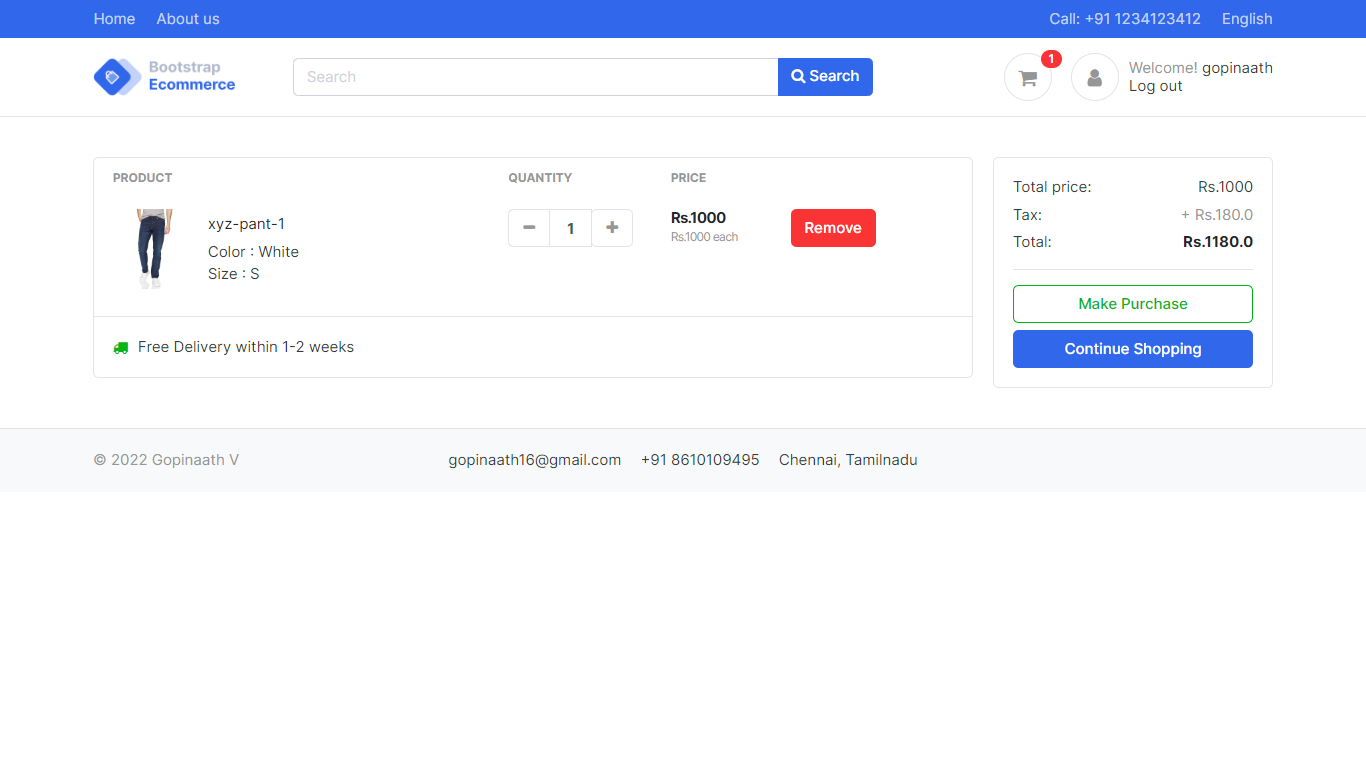 Home About us Call: +91 1234123412 English
Bootstrap
Ecommerce
Search
Search
1
Welcome! gopinaath
Log out
PRODUCT QUANTITY PRICE
xyz-pant-1
Color : White
Size : S
1
Rs.1000
Rs.1000 each
Remove
Free Delivery within 1-2 weeks
Total price: Rs.1000
Tax: + Rs.180.0
Total: Rs.1180.0
Make Purchase
Continue Shopping
© 2022 Gopinaath V gopinaath16@gmail.com +91 8610109495 Chennai, Tamilnadu